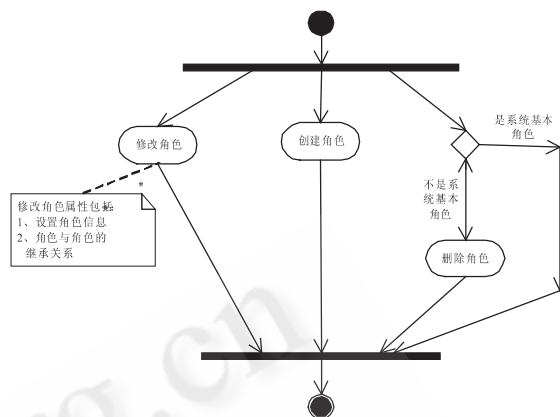 是系统基本
角色
修改角色
创建角色
不是系
统基本
角色
*
修改角色属性包括:
1、设置角色信息
2、角色与角色的
继承关系
删除角色
.cn